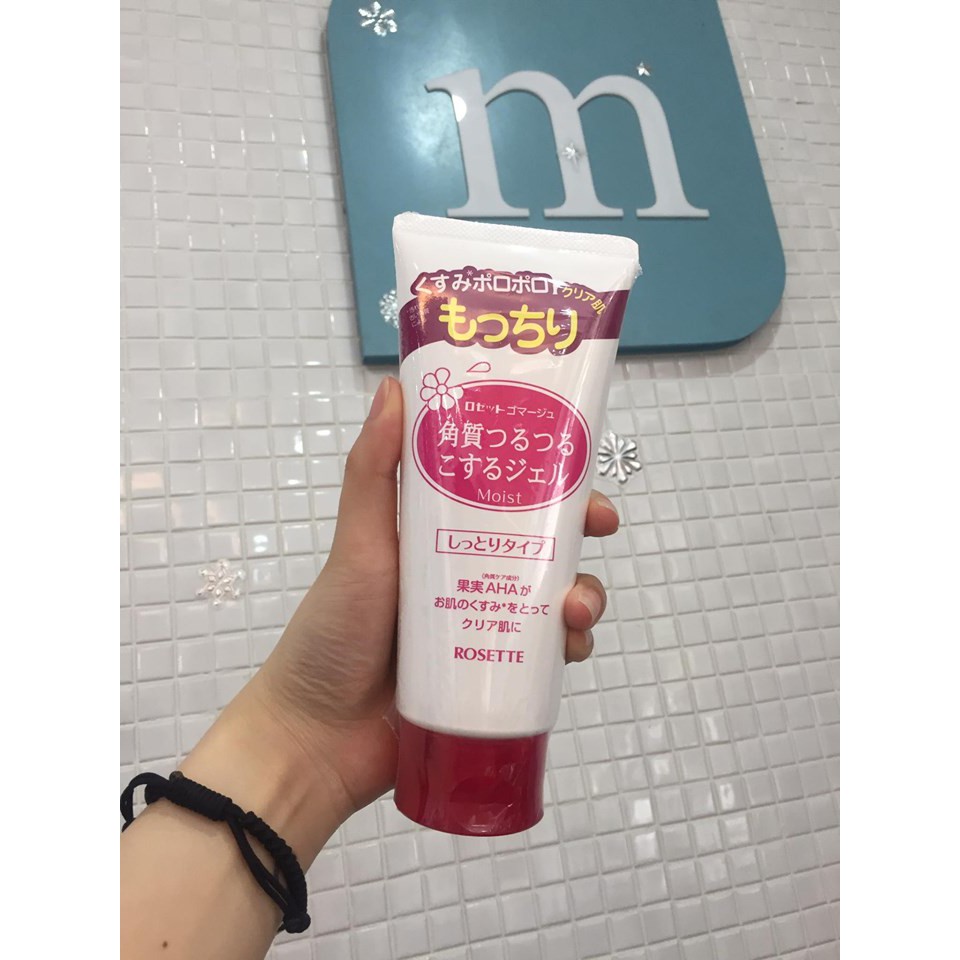 m
くすみ*ポロポロ クリア肌
もっちり
ロゼットゴマージュ
角質つるつる
こするジェル
Moist
しっとりタイプ
(角質ケア成分)
果実AHAが
お肌のくすみ*をとって
クリア肌に
ROSETTE